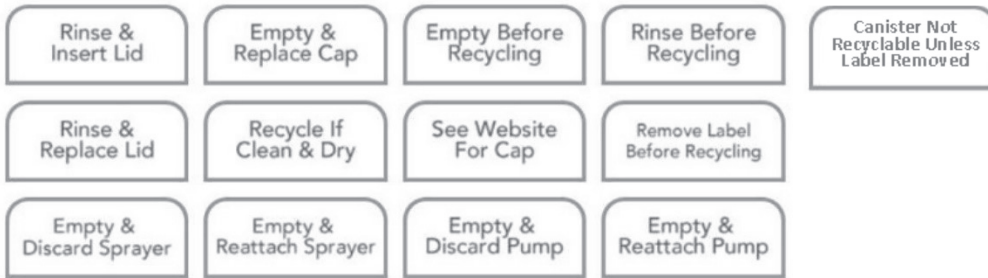 Rinse &
Insert Lid
Empty &
Replace Cap
Empty Before
Recycling
Rinse Before
Recycling
Canister Not
Recyclable Unless
Label Removed
Rinse &
Replace Lid
Recycle If
Clean & Dry
See Website
For Cap
Remove Label
Before Recycling
Empty &
Discard Sprayer
Empty &
Reattach Sprayer
Empty &
Discard Pump
Empty &
Reattach Pump